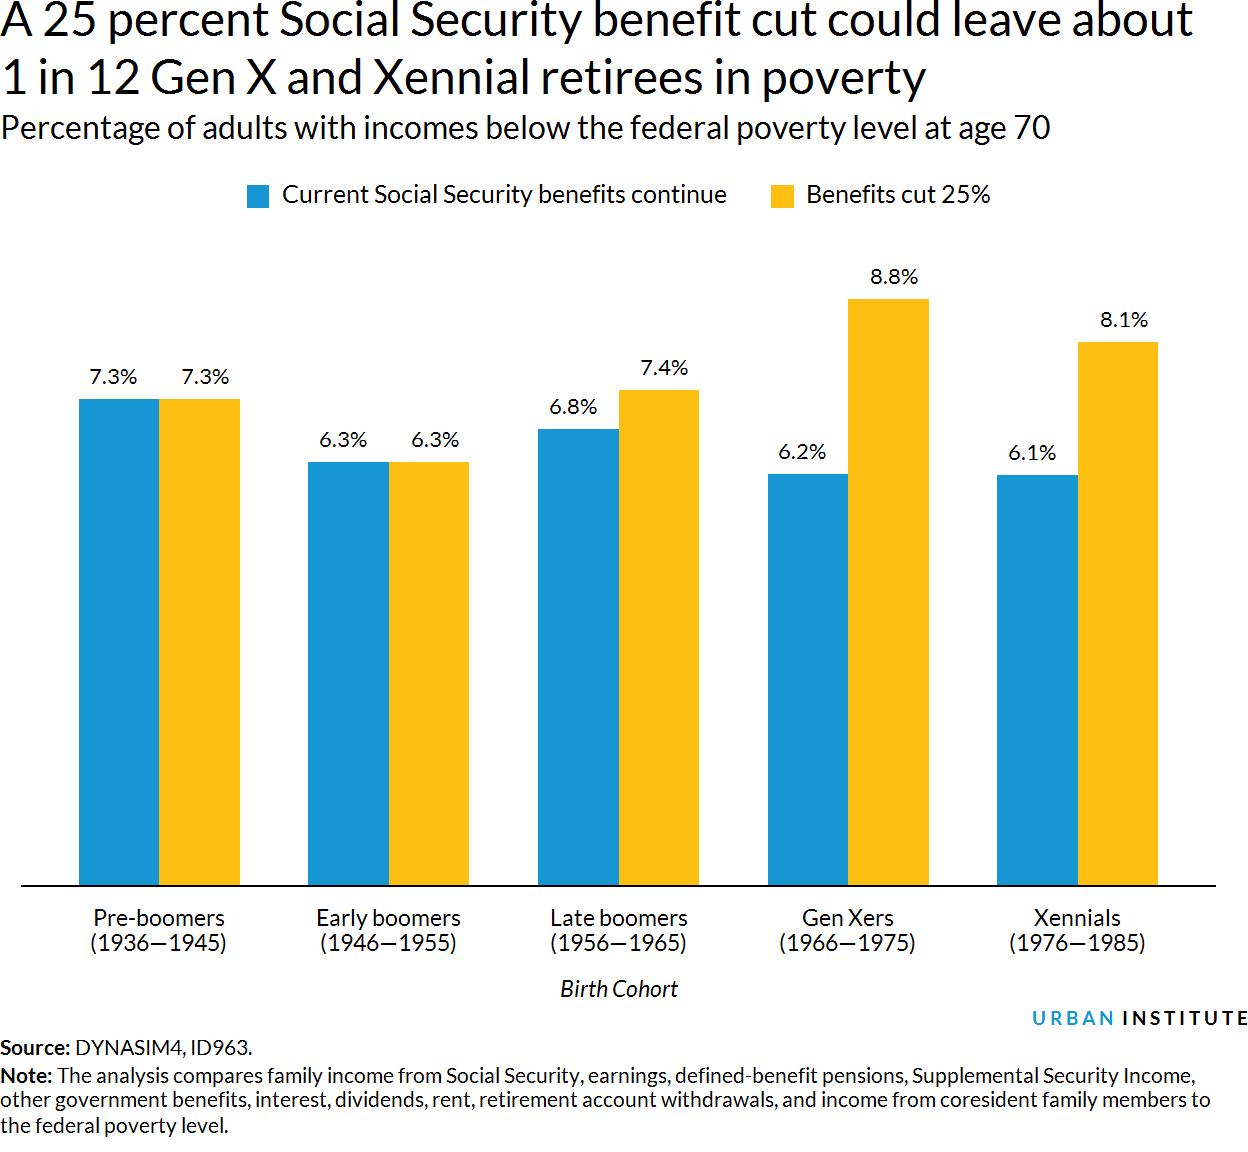 A 25 percent Social Security benefit cut could leave about
1 in 12 Gen X and Xennial retirees in poverty
Percentage of adults with incomes below the federal poverty level at age 70
Current Social Security benefits continue
Benefits cut 25%
7.3%
7.3%
6.3%
6.3%
6.8%
7.4%
6.2%
8.8%
6.1%
8.1%
Pre-boomers
(1936—1945)
Early boomers
(1946—1955)
Late boomers
(1956—1965)
Gen Xers
(1966—1975)
Xennials
(1976—1985)
Birth Cohort
URBAN INSTITUTE
Source: DYNASIM4, ID963.
Note: The analysis compares family income from Social Security, earnings, defined-benefit pensions, Supplemental Security Income,
other government benefits, interest, dividends, rent, retirement account withdrawals, and income from coresident family members to
the federal poverty level.